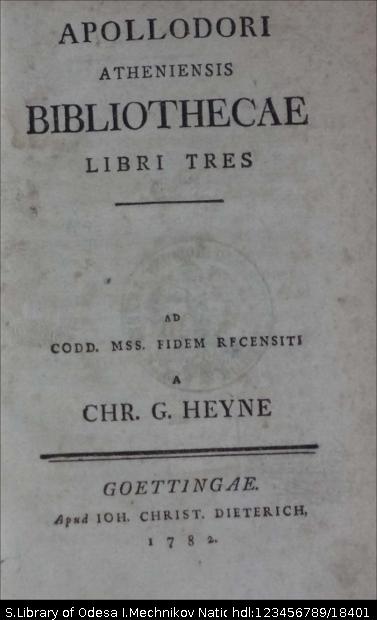 APOLLODORI
ATHENIENSIS
BIBLIOTHECAE
LIBRI TRES
AD
CODD. MSS. FIDEM RFCENSITI
A
CHR. G. HEYNE
GOETTINGAE.
Apud IOH. CHRIST. DIETERICH,
1782.
S.Library of Odesa I.Mechnikov Natic hdl:123456789/18401